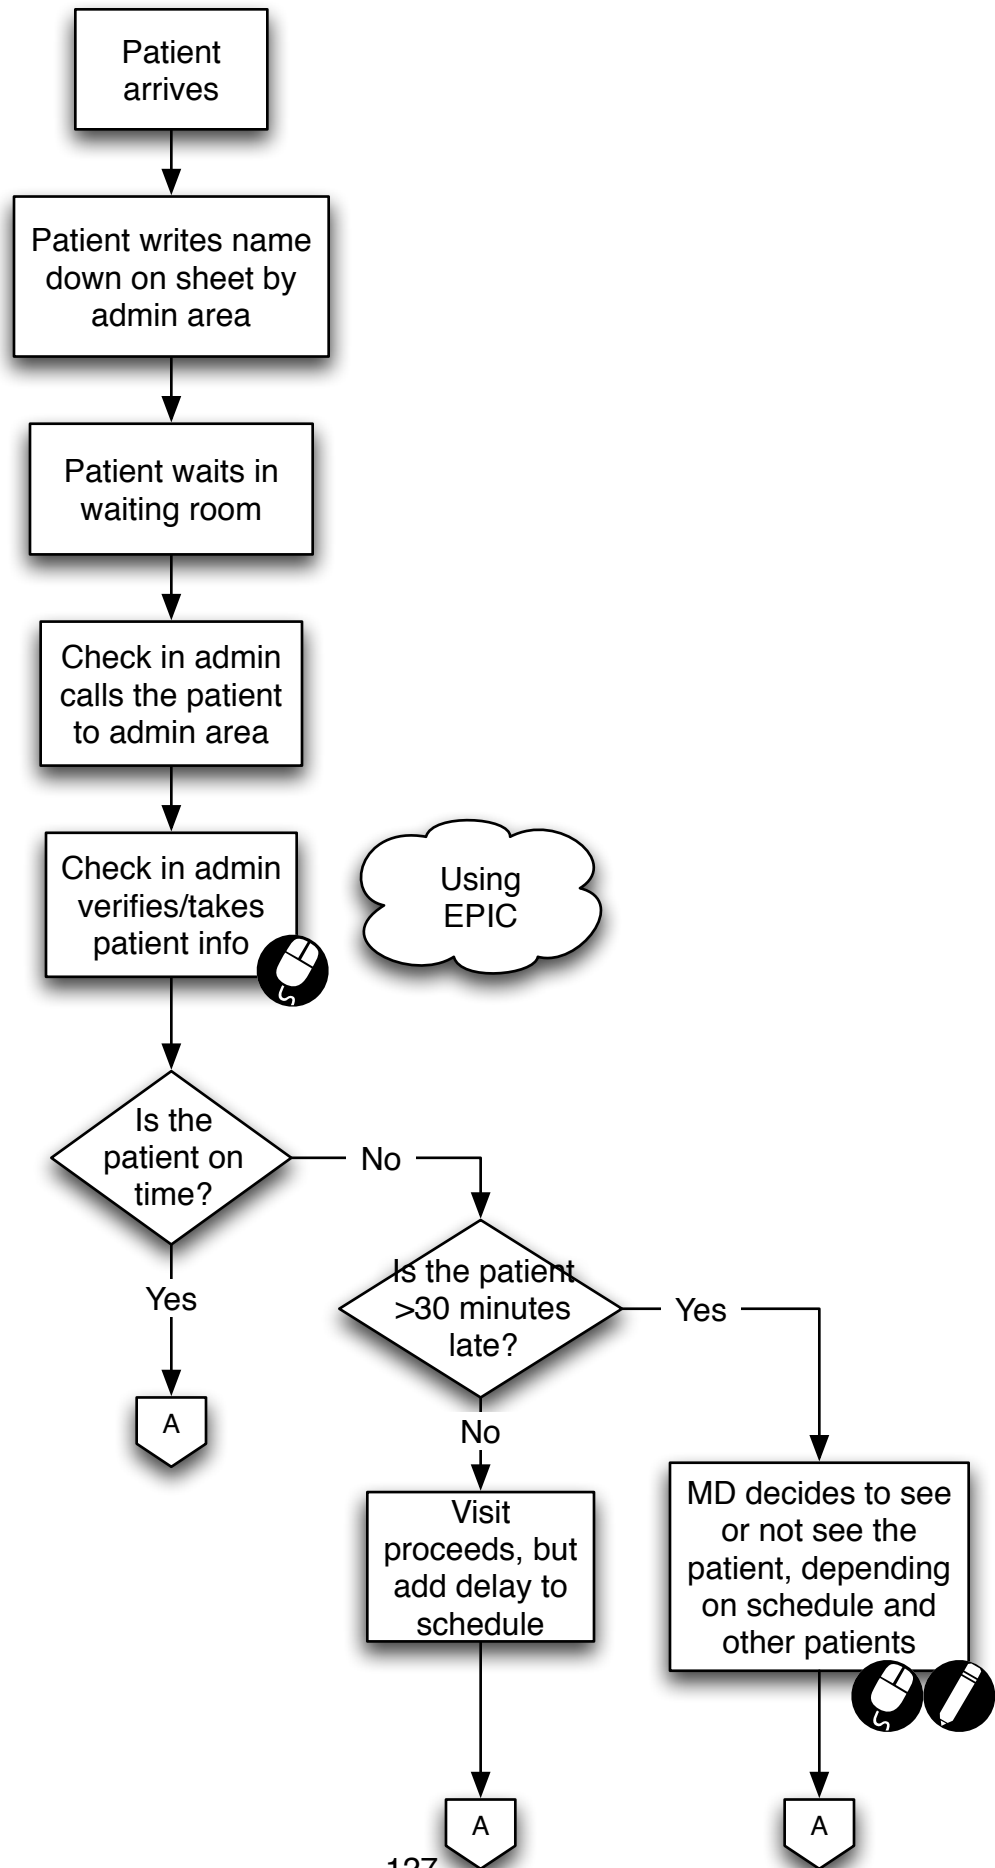 Patient
arrives
Patient writes name
down on sheet by
admin area
Patient waits in
waiting room
Check in admin
calls the patient
to admin area
Check in admin
verifies/takes
patient info
Using
EPIC
Is the
patient on
time?
No
Yes
Is the patient
>30 minutes
late?
Yes
No
A
Visit
proceeds, but
add delay to
schedule
MD decides to see
or not see the
patient, depending
on schedule and
other patients
A
A
127